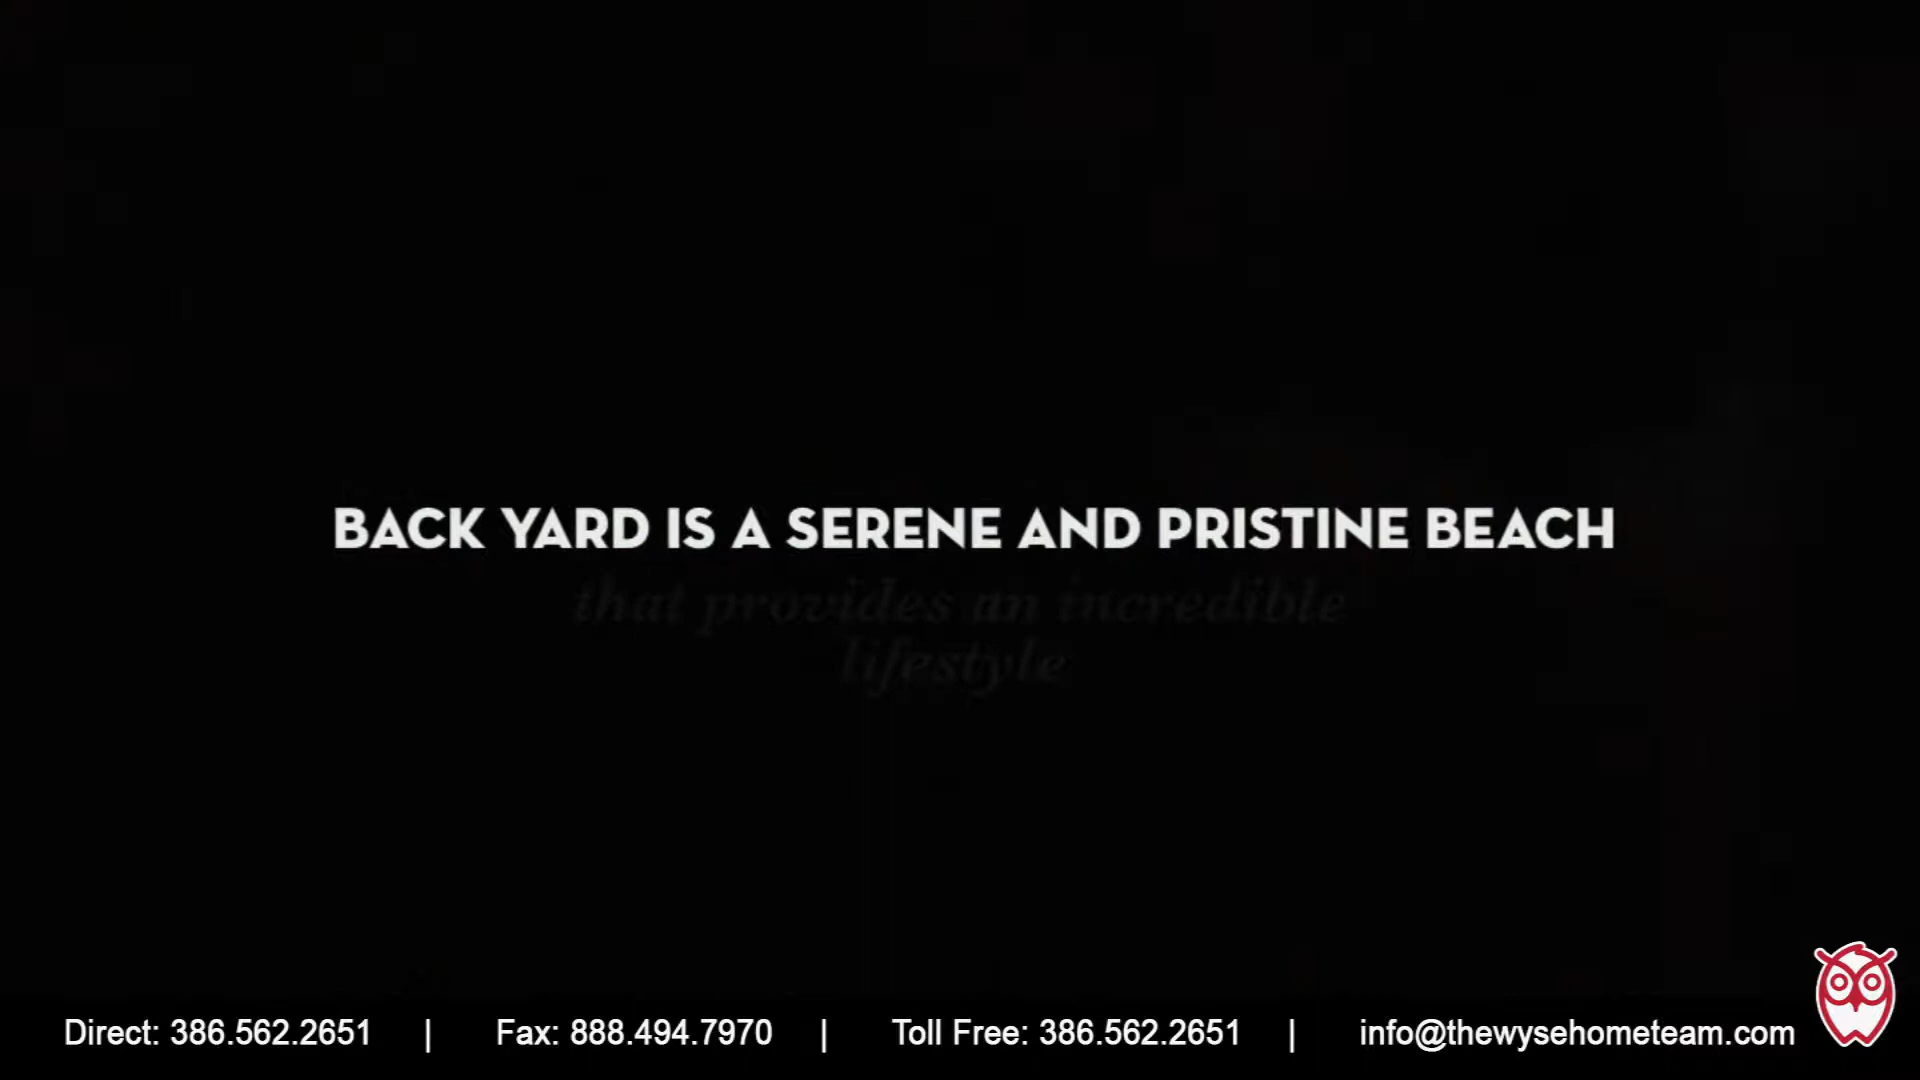 BACK YARD IS A SERENE AND PRISTINE BEACH
that provides an incredible
lifestyle
Direct: 386.562.2651 | Fax: 888.494.7970 | Toll Free: 386.562.2651 | info@thewysehometeam.com